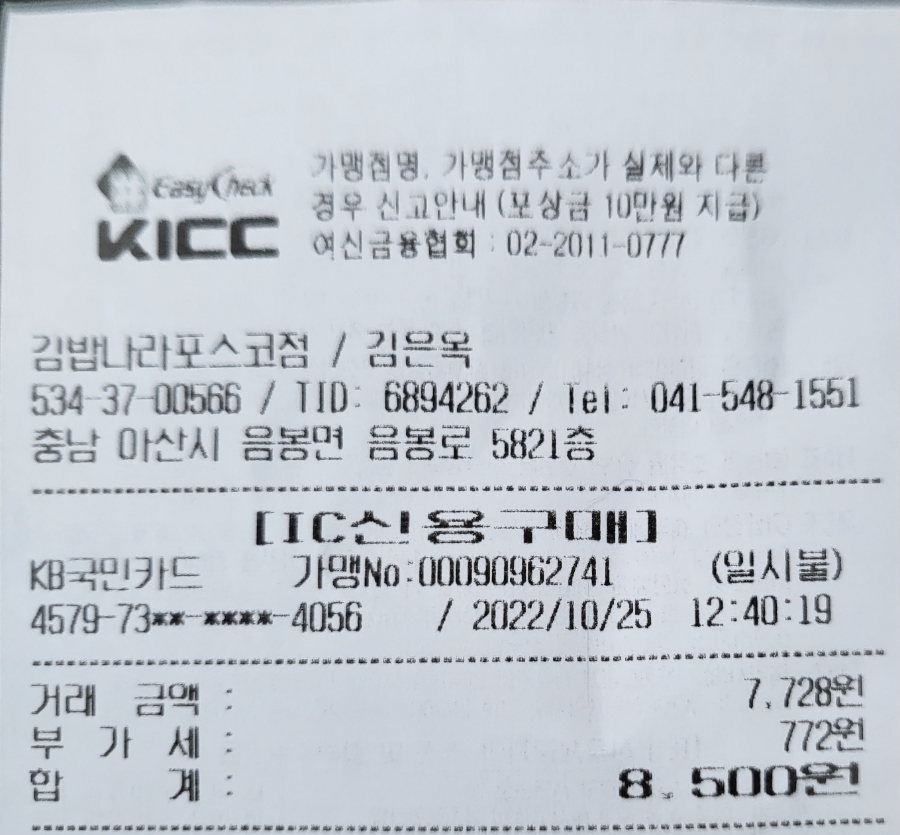 EasyCheck
KICC
가맹점명, 가맹점주소가 실제와 다른
경우 신고안내 (포상금 10만원 지급)
여신금융협회 : 02-2011-0777
김밥나라포스코점 / 김은옥
534-37-00566 / TID: 6894262 / Tel: 041-548-1551
충남 아산시 음봉면 음봉로 5821층
[IC신용구매]
KB국민카드 가맹No:00090962741 (일시불)
4579-73**-****-4056 / 2022/10/25 12:40:19
거래 금액 : 7,728원
부 가 세 : 772원
합 계 : 8,500원